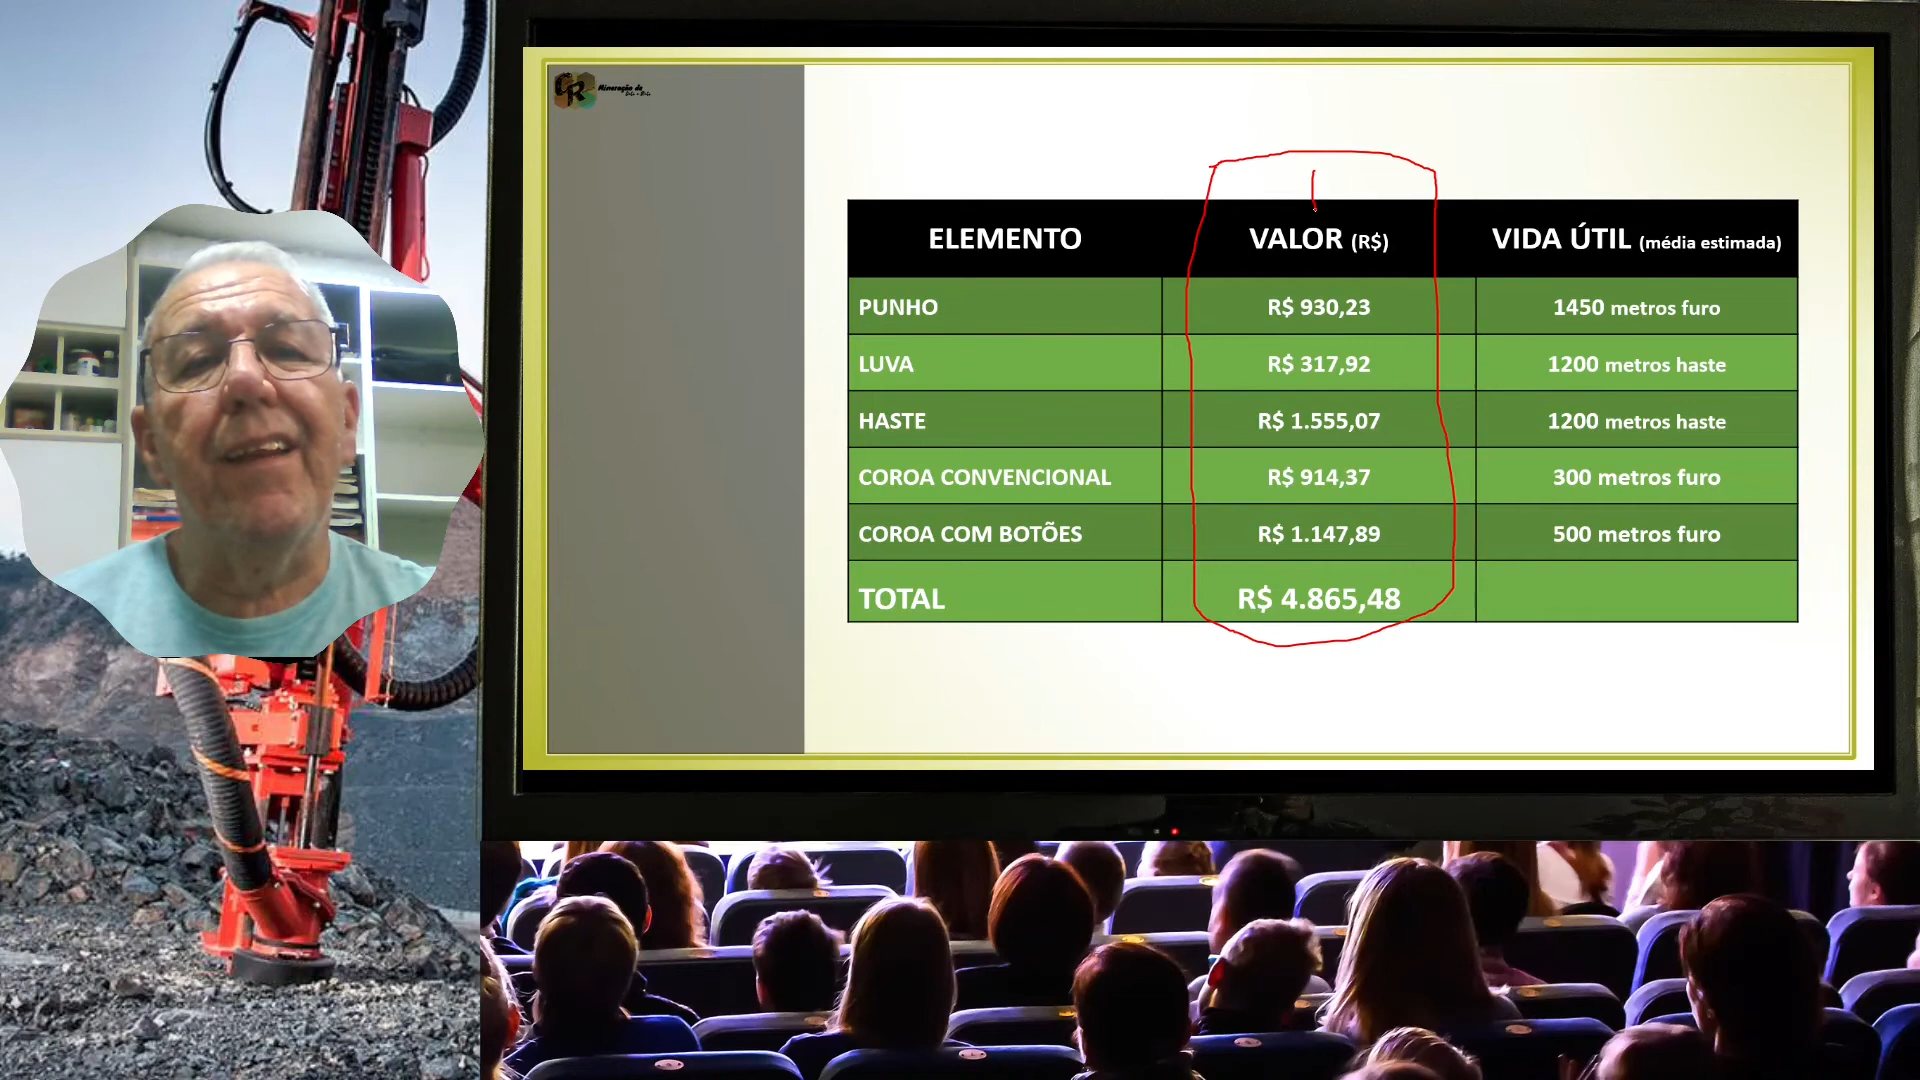 Mineração de
ELEMENTO VALOR (R$) VIDA ÚTIL (média estimada)
PUNHO R$ 930,23 1450 metros furo
LUVA R$ 317,92 1200 metros haste
HASTE R$ 1.555,07 1200 metros haste
COROA CONVENCIONAL R$ 914,37 300 metros furo
COROA COM BOTÕES R$ 1.147,89 500 metros furo
TOTAL R$ 4.865,48